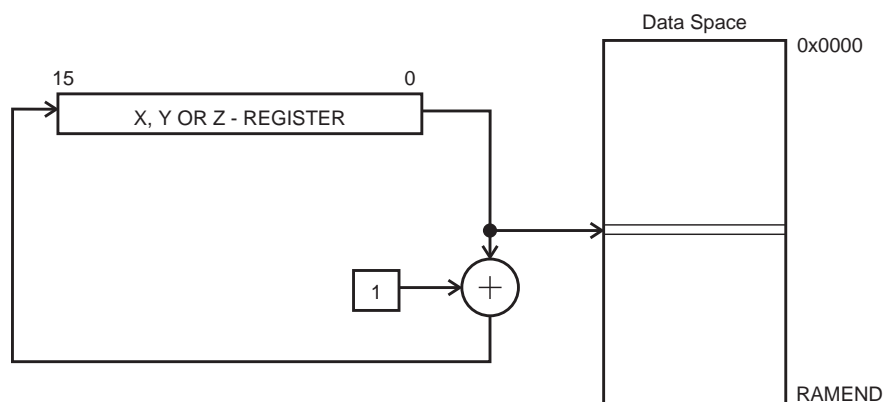 Data Space
0x0000
15 0
X, Y OR Z - REGISTER
1
RAMEND